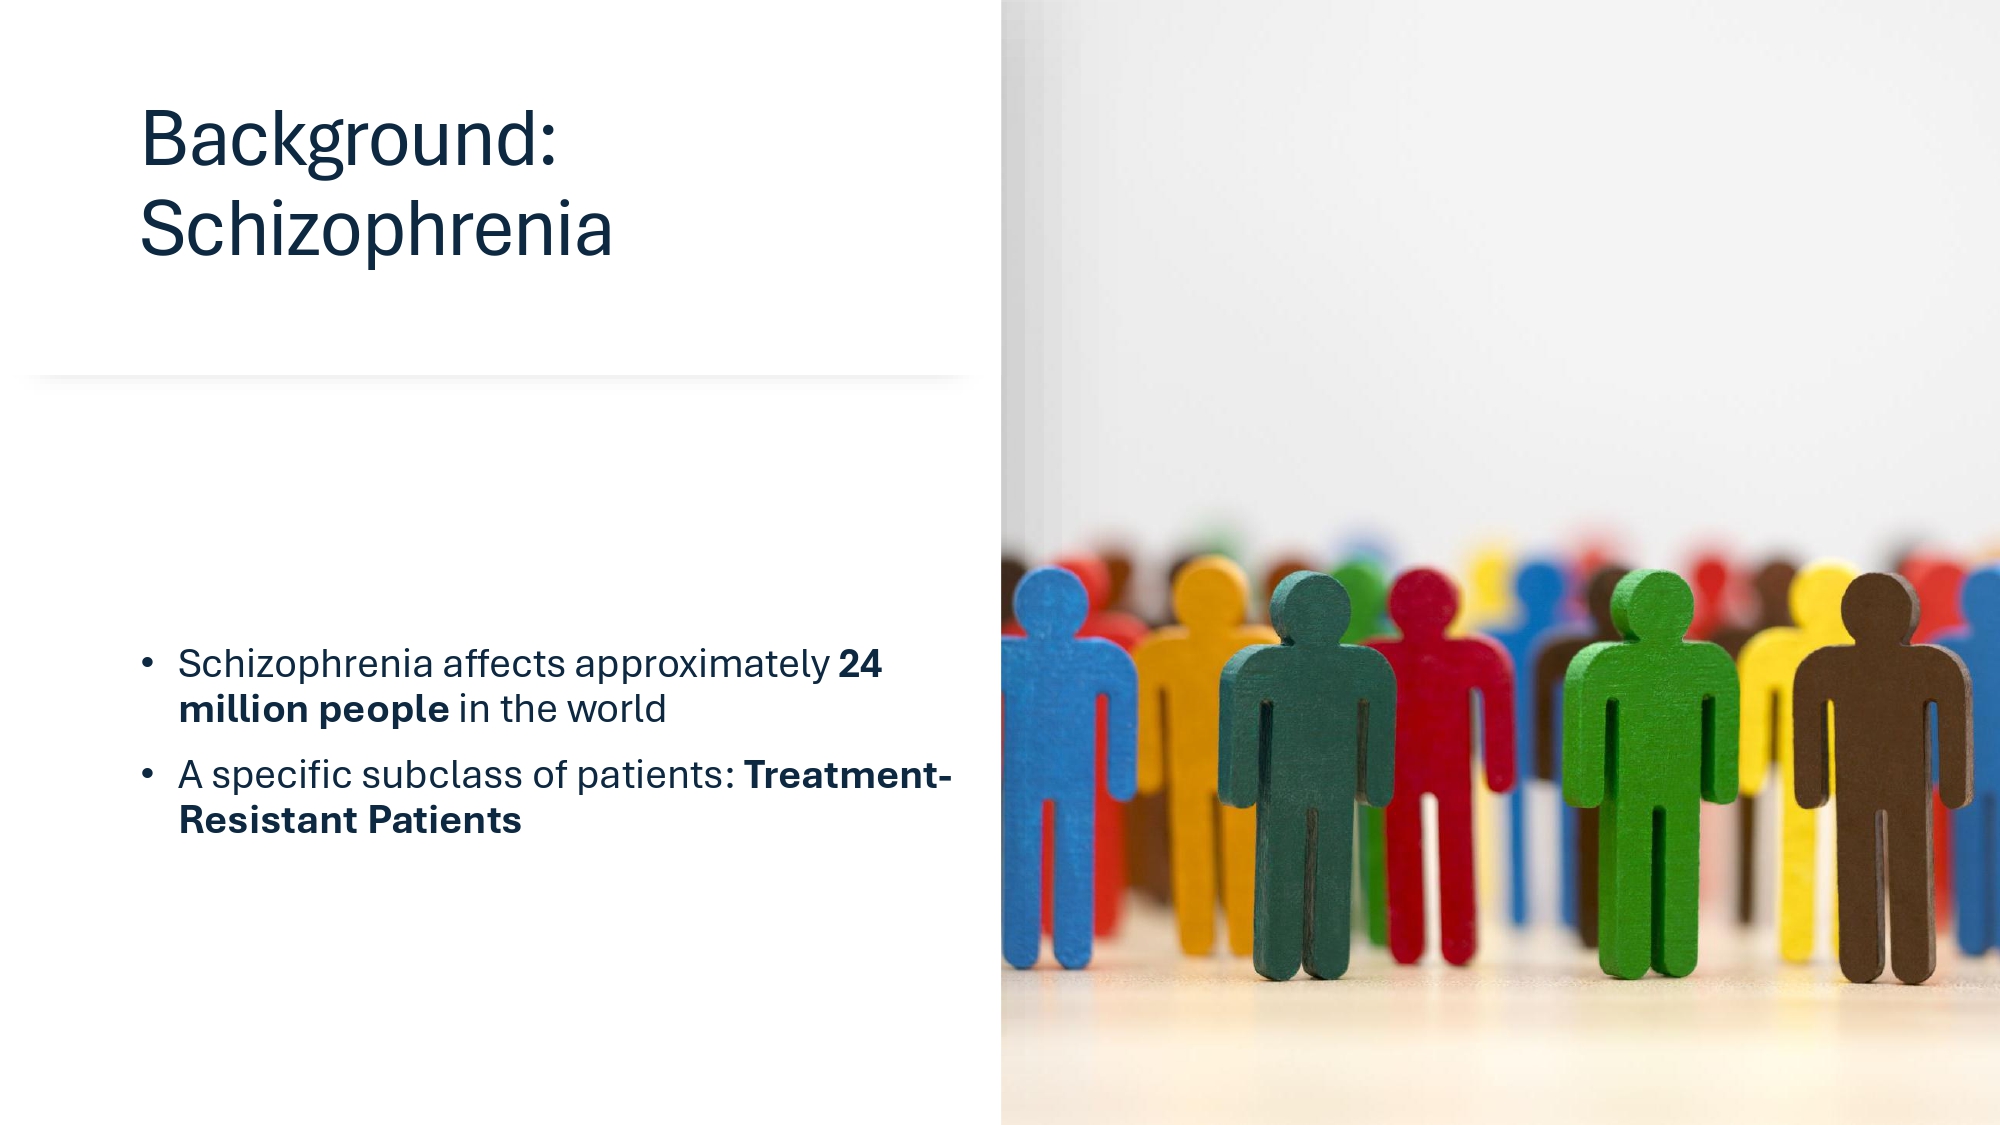 Background:
Schizophrenia
• Schizophrenia affects approximately 24
million people in the world
• A specific subclass of patients: Treatment-
Resistant Patients